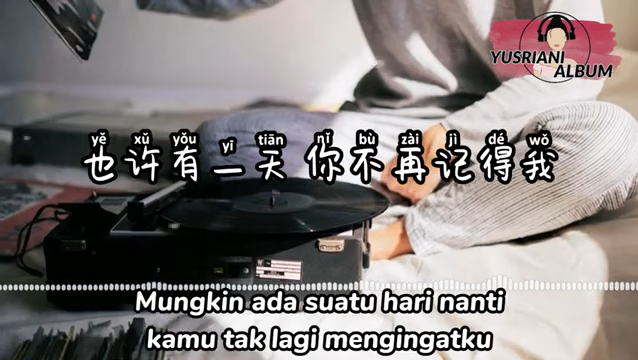 YUSRIANI
ALBUM
yě xǔ yǒu yī tiān nǐ bù zài jì dé wǒ
也许有一天 你不再记得我
Mungkin ada suatu hari nanti
kamu tak lagi mengingatku